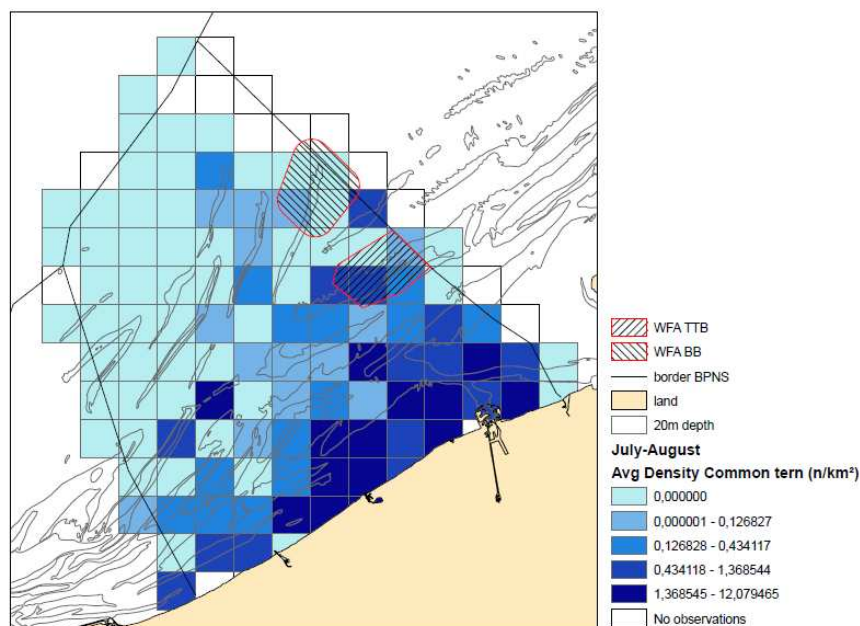 WFA TTB
WFA BB
border BPNS
land
20m depth
July-August
Avg Density Common tern (n/km²)
0,000000
0,000001 - 0,126827
0,126828 - 0,434117
0,434118 - 1,368544
1,368545 - 12,079465
No observations